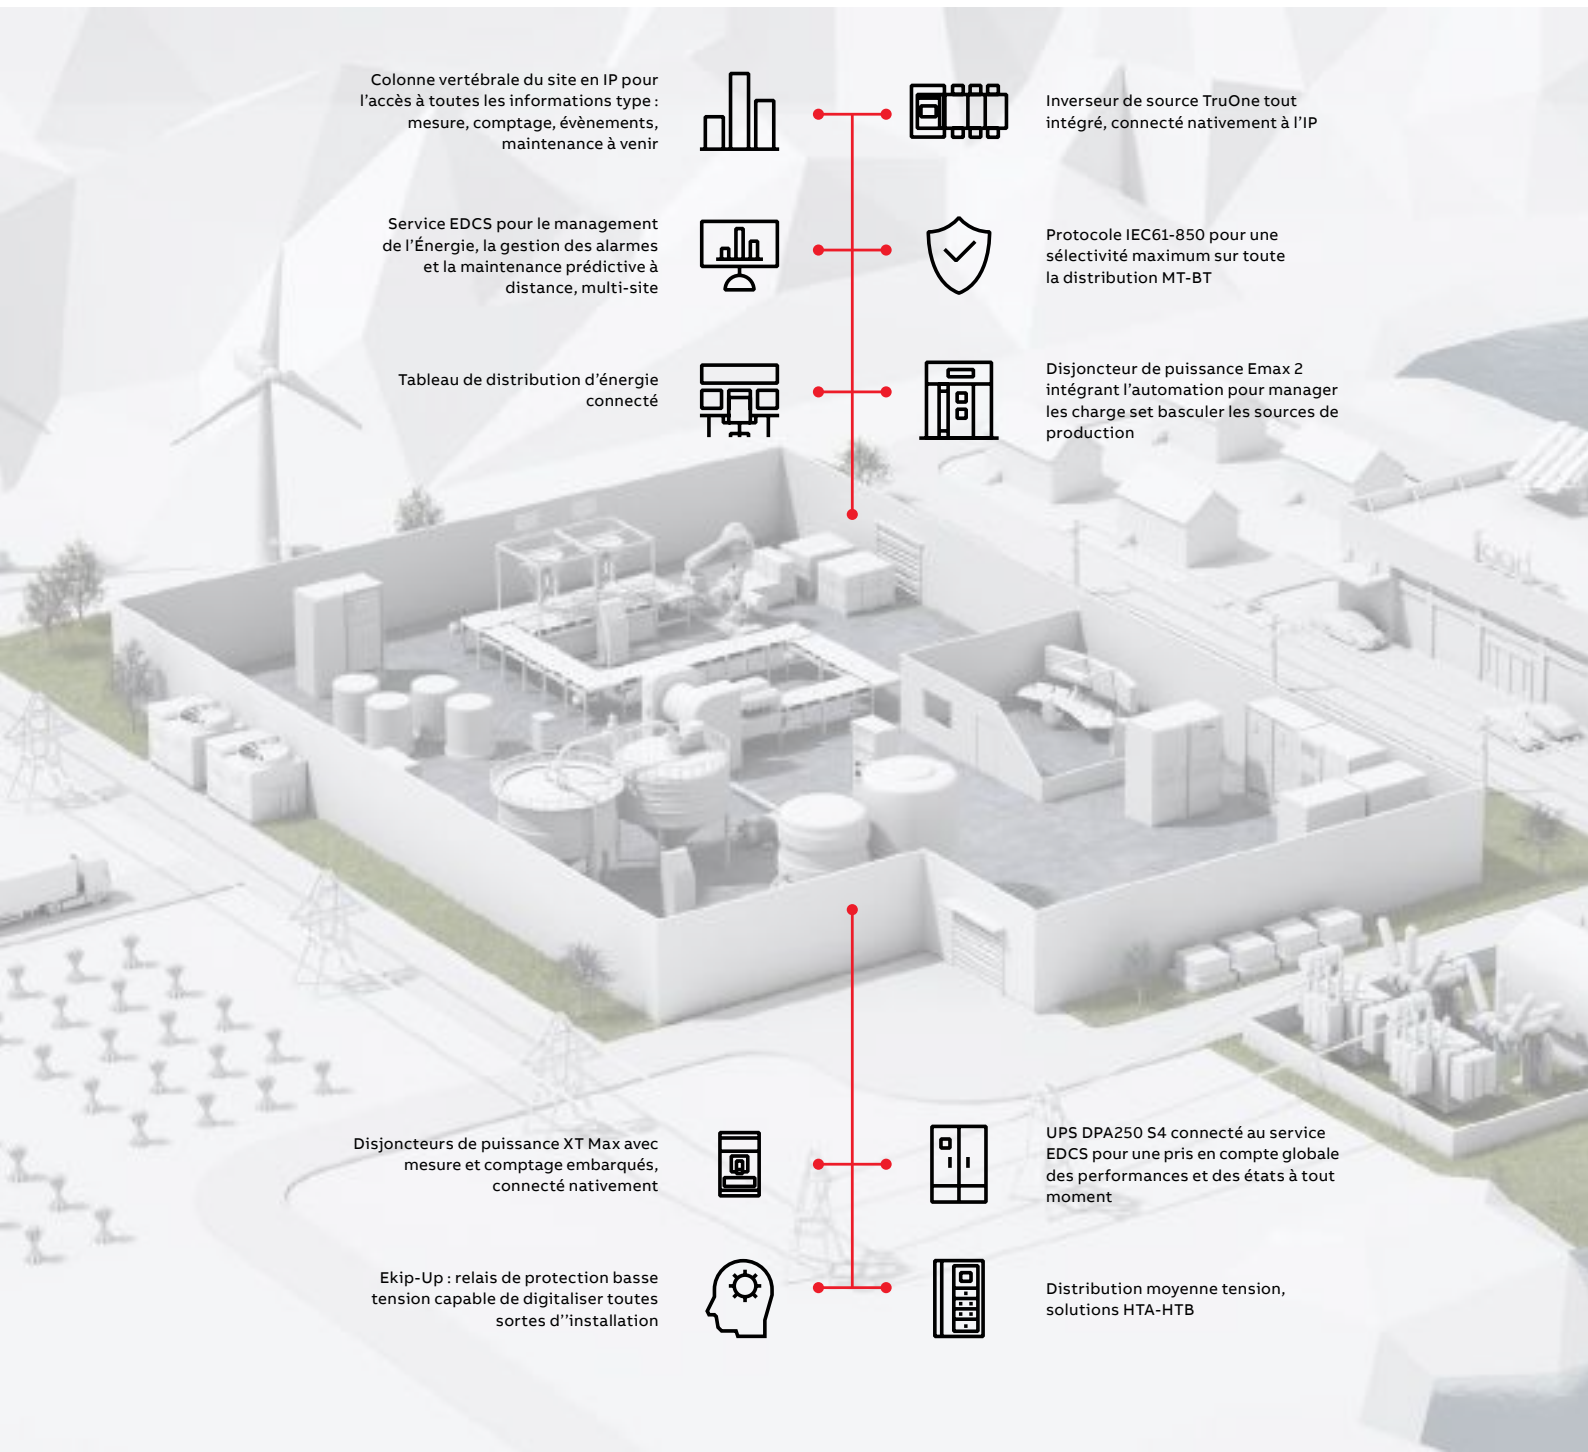 Colonne vertébrale du site en IP pour
l'accès à toutes les informations type :
mesure, comptage, évènements,
maintenance à venir
Inverseur de source TruOne tout
intégré, connecté nativement à l'IP
Service EDCS pour le management
de l'Énergie, la gestion des alarmes
et la maintenance prédictive à
distance, multi-site
Protocole IEC61-850 pour une
sélectivité maximum sur toute
la distribution MT-BT
Tableau de distribution d'énergie
connecté
Disjoncteur de puissance Emax 2
intégrant l'automation pour manager
les charge set basculer les sources de
production
Disjoncteurs de puissance XT Max avec
mesure et comptage embarqués,
connecté nativement
UPS DPA250 S4 connecté au service
EDCS pour une pris en compte globale
des performances et des états à tout
moment
Ekip-Up : relais de protection basse
tension capable de digitaliser toutes
sortes d''installation
Distribution moyenne tension,
solutions HTA-HTB